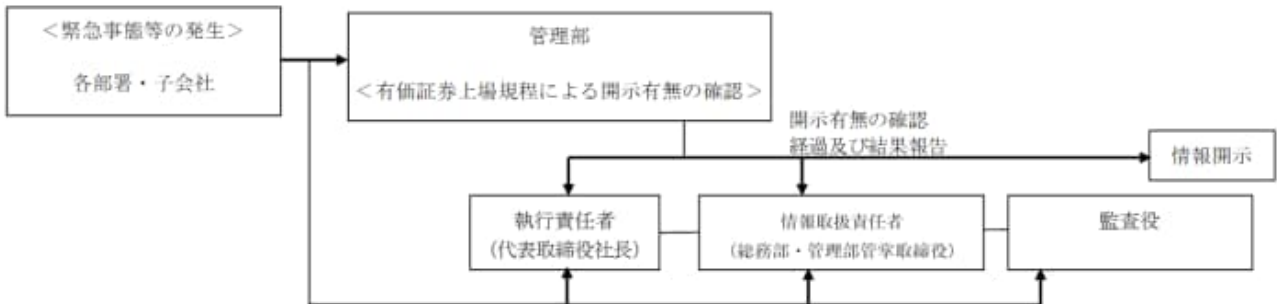 ＜緊急事態等の発生＞
各部署・子会社
管理部
＜有価証券上場規程による開示有無の確認＞
開示有無の確認
経過及び結果報告
情報開示
執行責任者
（代表取締役社長）
情報取扱責任者
（総務部・管理部管掌取締役）
監査役